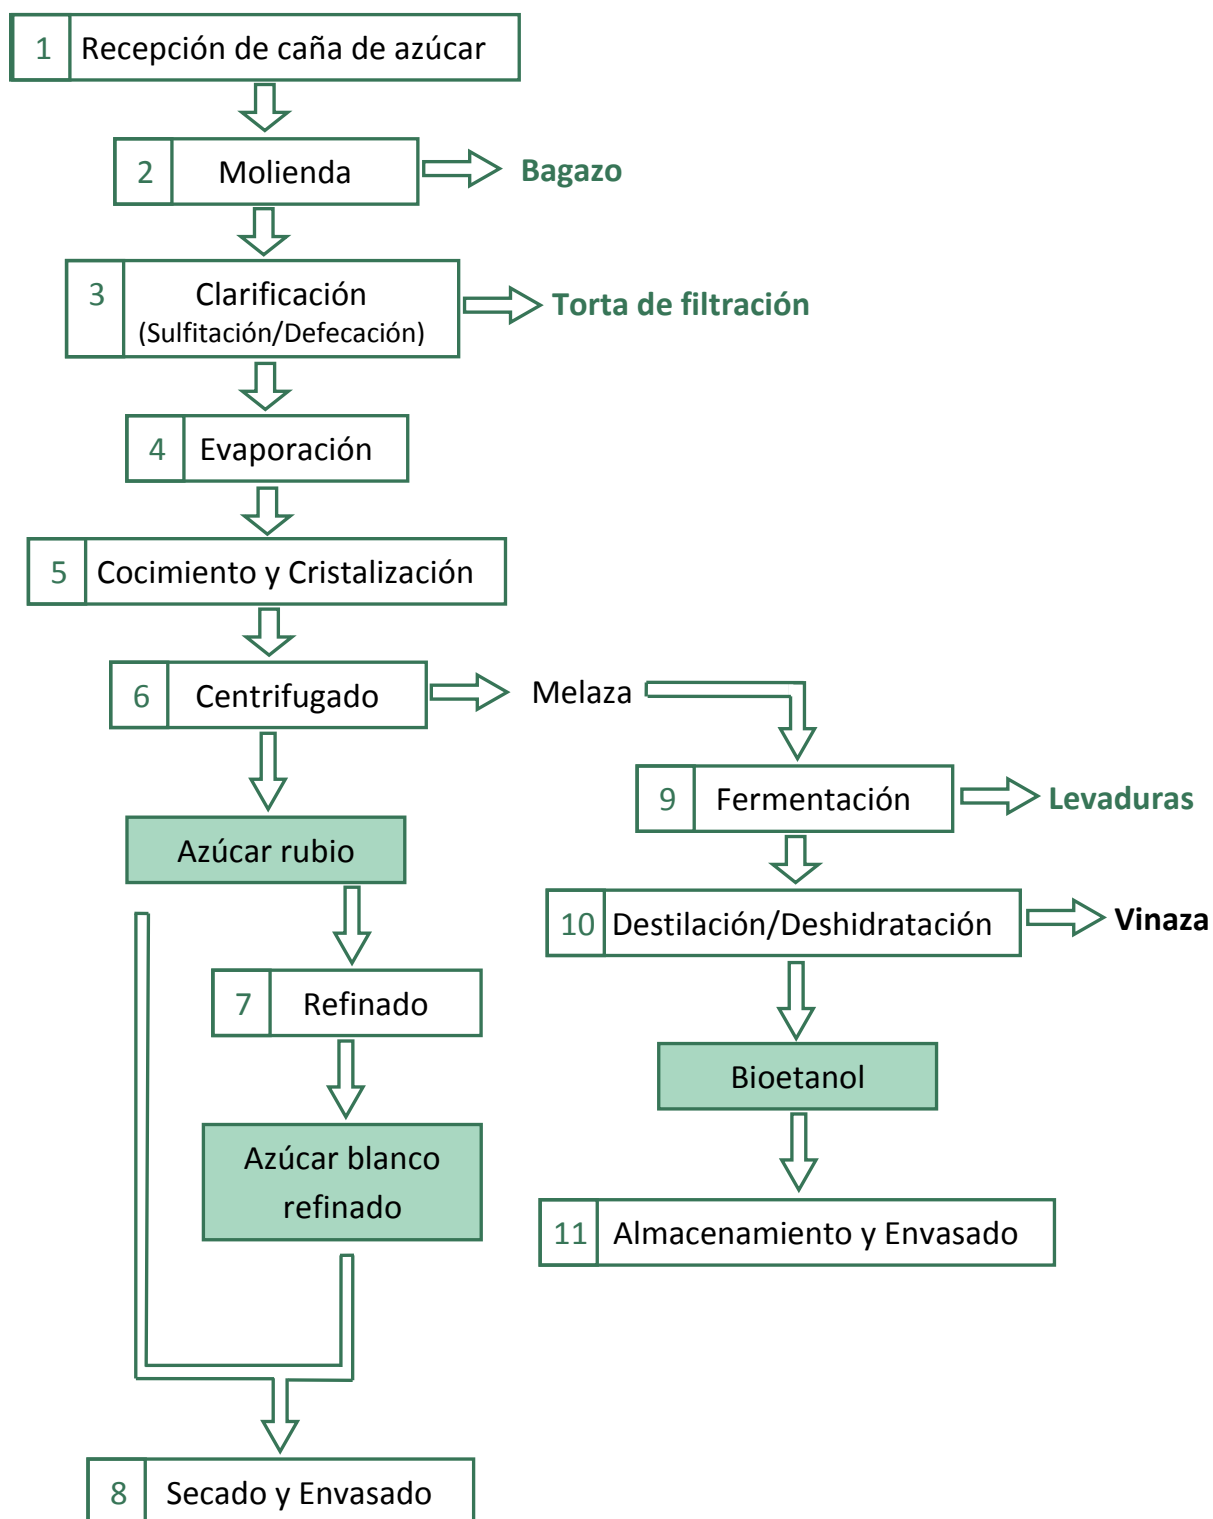 1 Recepción de caña de azúcar
2 Molienda
Bagazo
3 Clarificación
(Sulfitación/Defecación)
Torta de filtración
4 Evaporación
5 Cocimiento y Cristalización
6 Centrifugado
Melaza
9 Fermentación
Levaduras
Azúcar rubio
10 Destilación/Deshidratación
Vinaza
7 Refinado
Bioetanol
Azúcar blanco
refinado
11 Almacenamiento y Envasado
8 Secado y Envasado